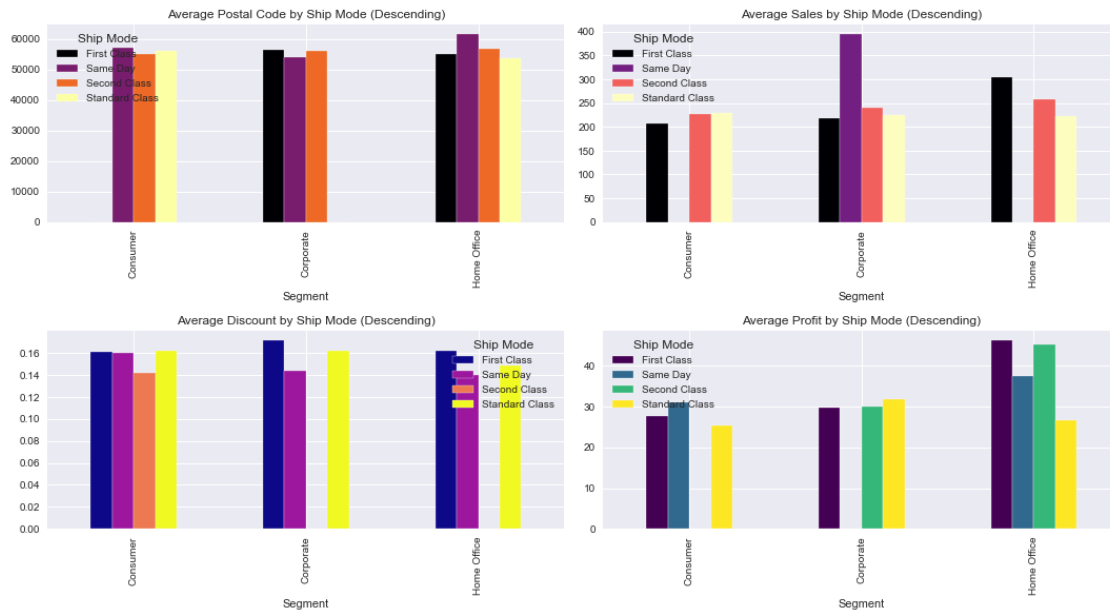 Average Postal Code by Ship Mode (Descending)
60000
50000
40000
30000
20000
10000
0
Ship Mode
First Class
Same Day
Second Class
Standard Class
Consumer
Corporate
Home Office
Segment
Average Sales by Ship Mode (Descending)
400
350
300
250
200
150
100
50
0
Ship Mode
First Class
Same Day
Second Class
Standard Class
Consumer
Corporate
Home Office
Segment
Average Discount by Ship Mode (Descending)
0.16
0.14
0.12
0.10
0.08
0.06
0.04
0.02
0.00
Ship Mode
First Class
Same Day
Second Class
Standard Class
Consumer
Corporate
Home Office
Segment
Average Profit by Ship Mode (Descending)
40
30
20
10
0
Ship Mode
First Class
Same Day
Second Class
Standard Class
Consumer
Corporate
Home Office
Segment